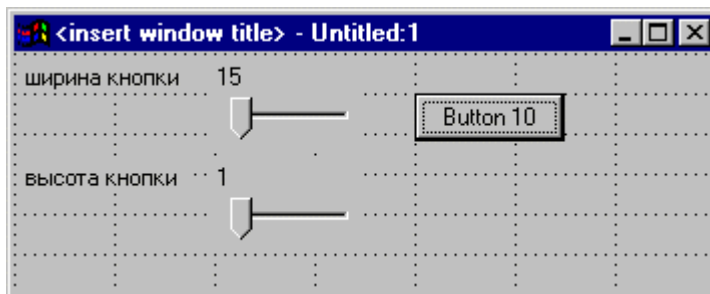 <insert window title> - Untitled:1
ширина кнопки 15
Button 10
высота кнопки 1